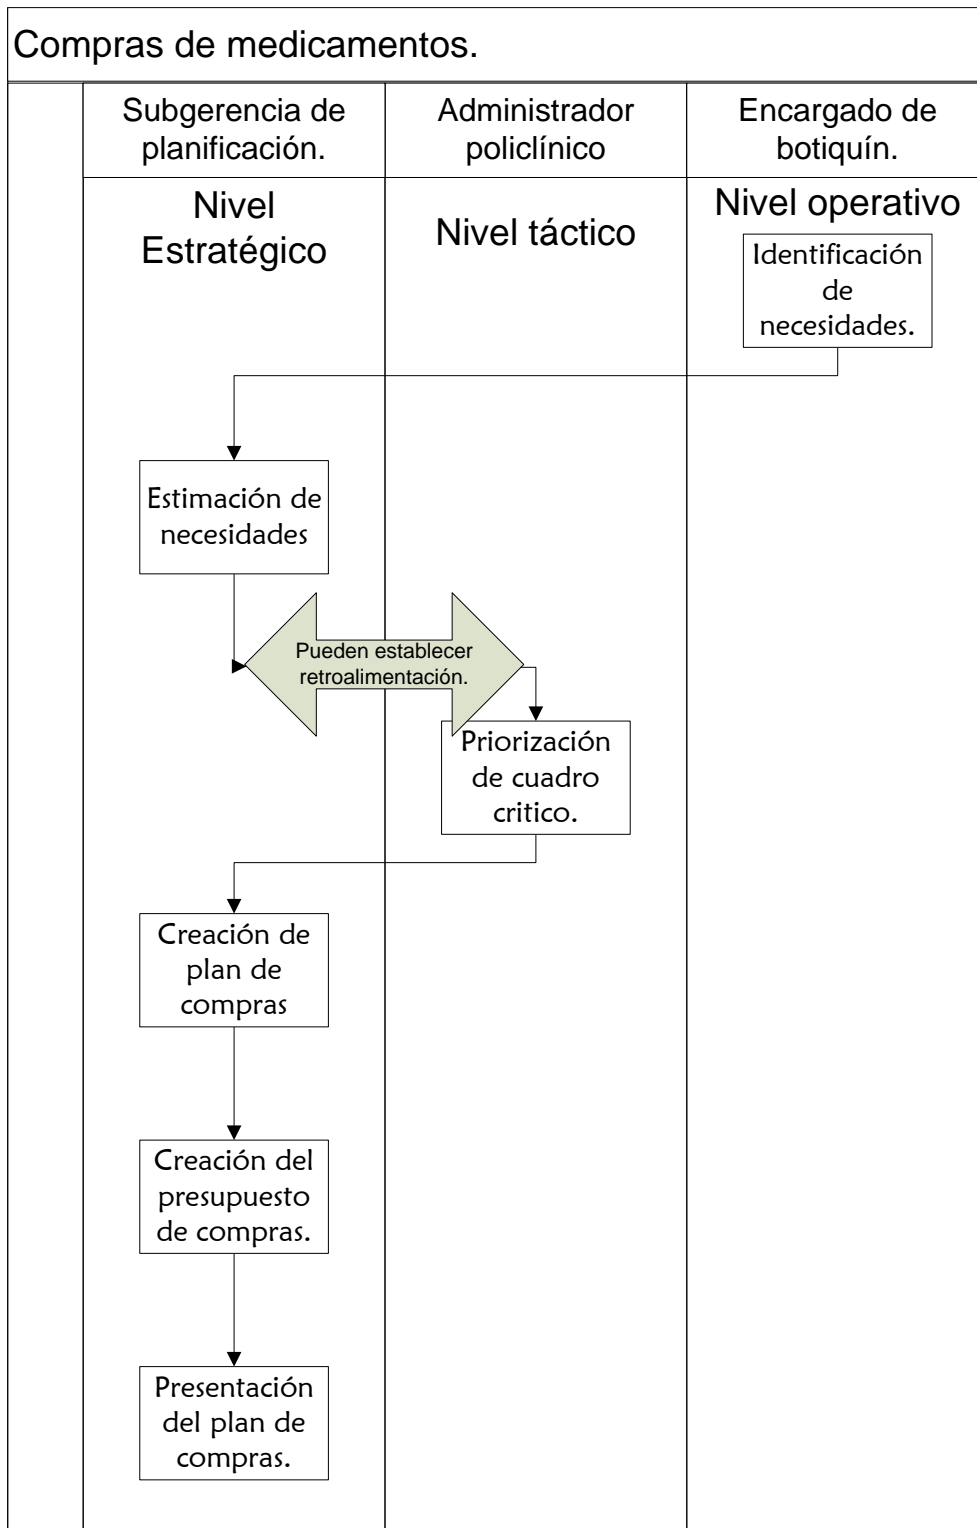 Compras de medicamentos.
Subgerencia de
planificación.
Administrador
policlínico
Encargado de
botiquín.
Nivel
Estratégico
Nivel táctico
Nivel operativo
Identificación
de
necesidades.
Estimación de
necesidades
Pueden establecer
retroalimentación.
Priorización
de cuadro
critico.
Creación de
plan de
compras
Creación del
presupuesto
de compras.
Presentación
del plan de
compras.